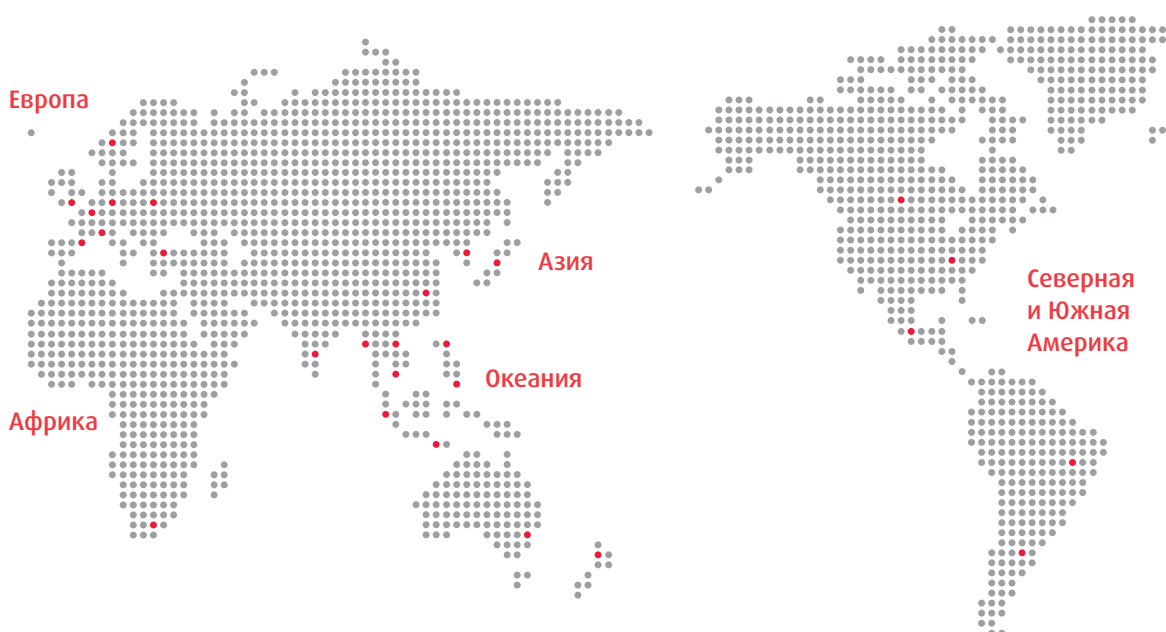 Европа
Азия
Северная
и Южная
Америка
Океания
Африка